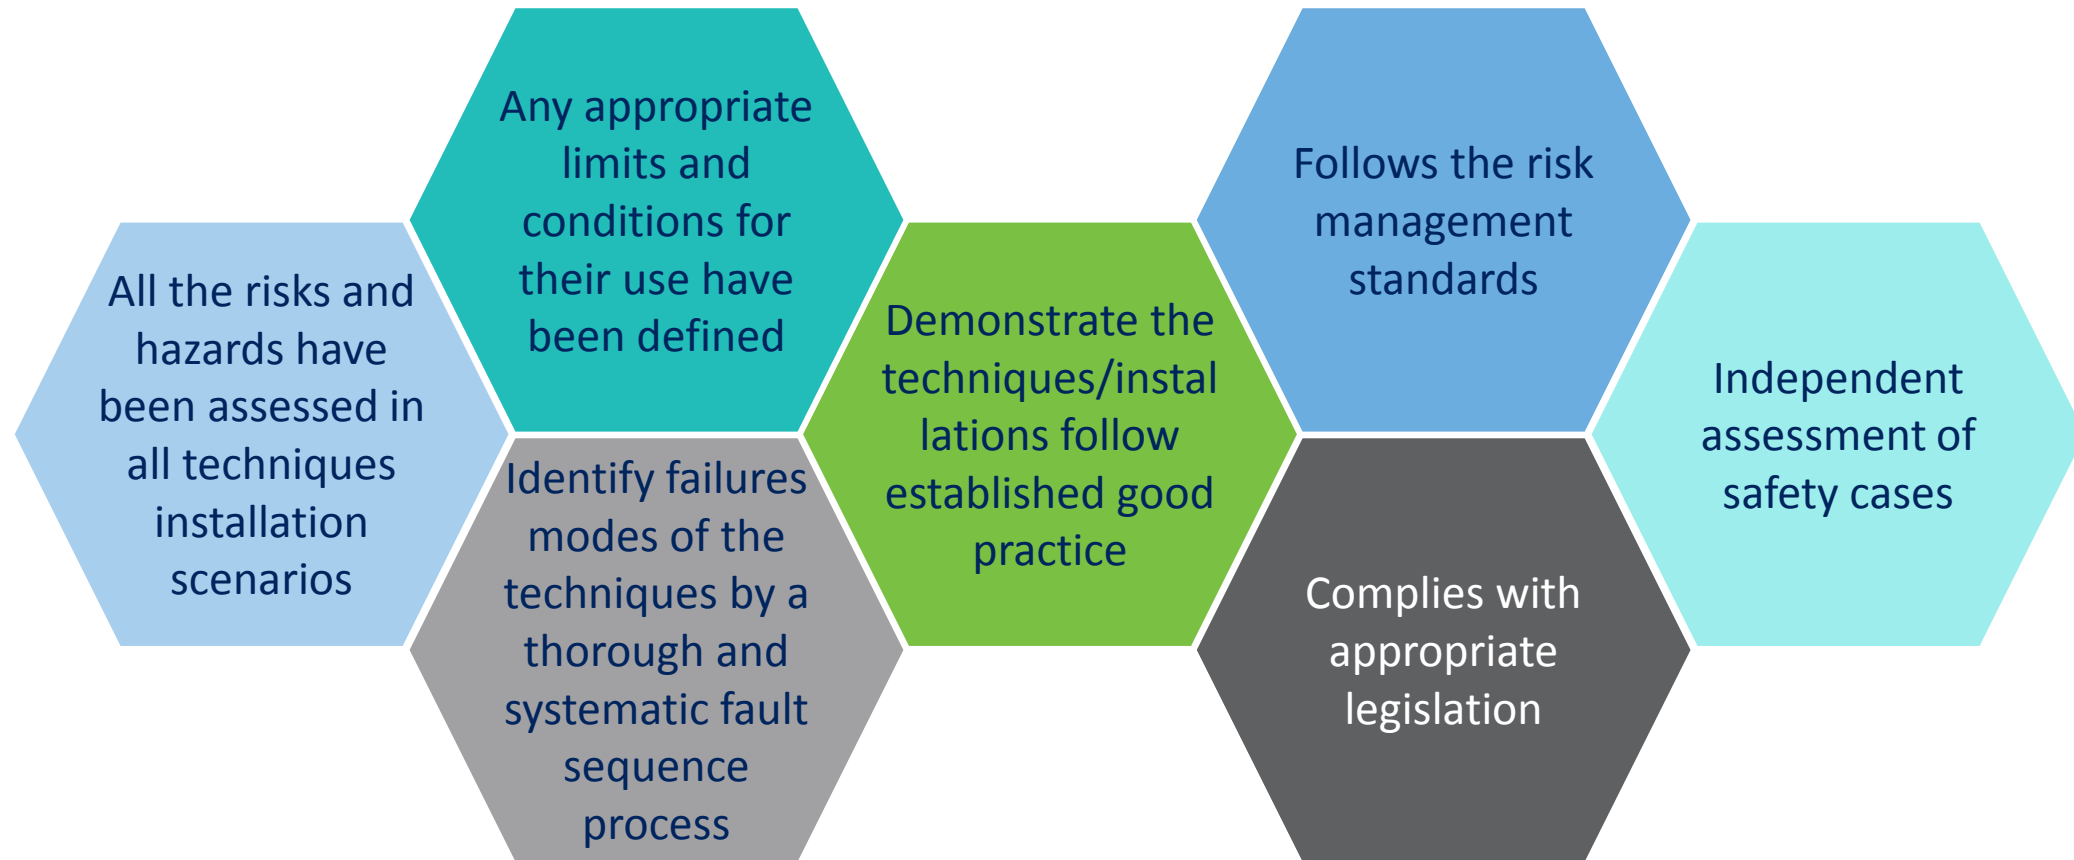 All the risks and
hazards have
been assessed in
all techniques
installation
scenarios
Any appropriate
limits and
conditions for
their use have
been defined
Identify failures
modes of the
techniques by a
thorough and
systematic fault
sequence
process
Demonstrate the
techniques/instal
lations follow
established good
practice
Follows the risk
management
standards
Complies with
appropriate
legislation
Independent
assessment of
safety cases